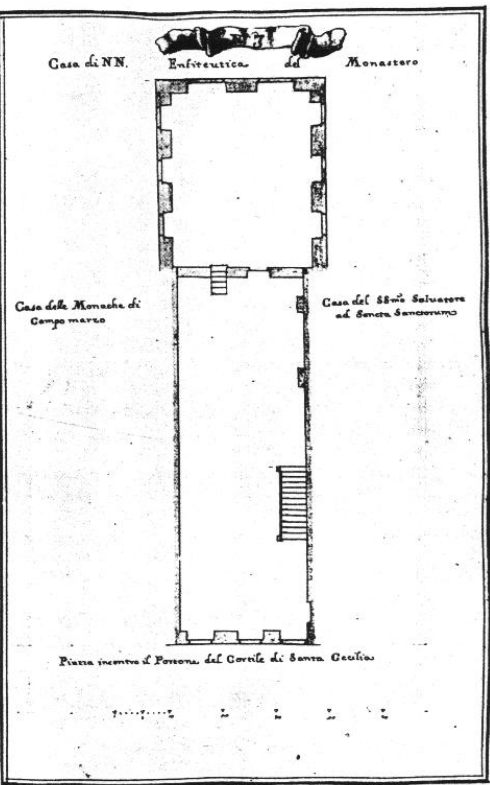 Casa di NN. Enfiteutica del Monastero
Casa delle Monache di
Campo marzo
Casa del SSmo Salvatore
ad Sancta Sanctorum
Piazza incontro il Portone del Cortile di Santa Cecilia